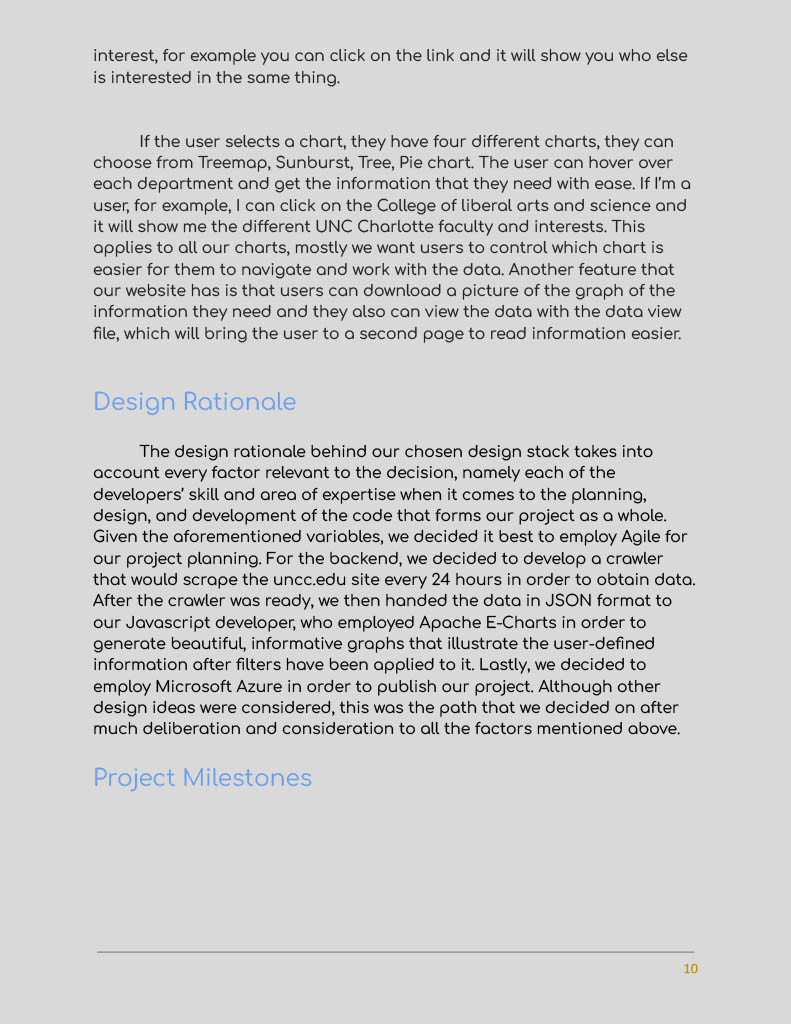 interest, for example you can click on the link and it will show you who else
is interested in the same thing.
If the user selects a chart, they have four different charts, they can
choose from Treemap, Sunburst, Tree, Pie chart. The user can hover over
each department and get the information that they need with ease. If I'm a
user, for example, I can click on the College of liberal arts and science and
it will show me the different UNC Charlotte faculty and interests. This
applies to all our charts, mostly we want users to control which chart is
easier for them to navigate and work with the data. Another feature that
our website has is that users can download a picture of the graph of the
information they need and they also can view the data with the data view
file, which will bring the user to a second page to read information easier.
Design Rationale
The design rationale behind our chosen design stack takes into
account every factor relevant to the decision, namely each of the
developers' skill and area of expertise when it comes to the planning,
design, and development of the code that forms our project as a whole.
Given the aforementioned variables, we decided it best to employ Agile for
our project planning. For the backend, we decided to develop a crawler
that would scrape the uncc.edu site every 24 hours in order to obtain data.
After the crawler was ready, we then handed the data in JSON format to
our Javascript developer, who employed Apache E-Charts in order to
generate beautiful, informative graphs that illustrate the user-defined
information after filters have been applied to it. Lastly, we decided to
employ Microsoft Azure in order to publish our project. Although other
design ideas were considered, this was the path that we decided on after
much deliberation and consideration to all the factors mentioned above.
Project Milestones
10